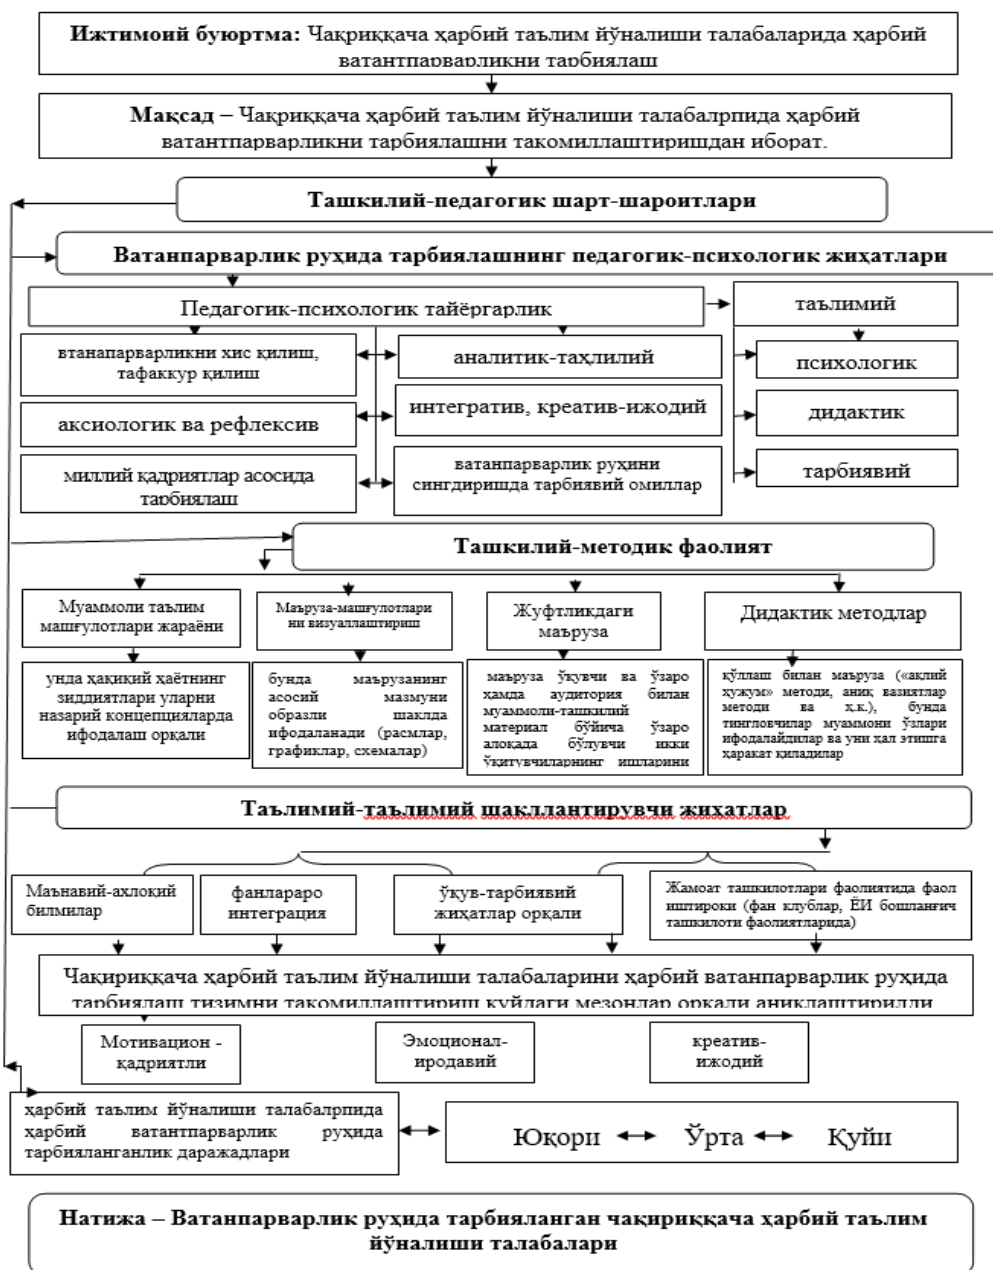 Ижтимоий буюртма: Чақриққача ҳарбий таълим йўналиши талабаларида ҳарбий
ватантпарварликни тарбиялаш
Мақсад – Чақриққача ҳарбий таълим йўналиши талабалрпида ҳарбий
ватантпарварликни тарбиялашни такомиллаштиришдан иборат.
Ташкилий-педагогик шарт-шароитлари
Ватанпарварлик руҳида тарбиялашнинг педагогик-психологик жиҳатлари
Педагогик-психологик тайёргарлик
таълимий
втанапарварликни хис қилиш,
тафаккур қилиш
аналитик-таҳлилий
психологик
аксиологик ва рефлексив
интегратив, креатив-ижодий
дидактик
миллий қадриятлар асосида
тарбиялаш
ватанпарварлик руҳини
сингдиришда тарбиявий омиллар
тарбиявий
Ташкилий-методик фаолият
Муаммоли таълим
машғулотлари жараёни
Маъруза-машғулотлари
ни визуаллаштириш
Жуфтликдаги
маъруза
Дидактик методлар
унда ҳақиқий ҳаётнинг
зиддиятлари уларни
назарий концепцияларда
ифодалаш орқали
бунда маърузанинг
асосий мазмуни
образли шаклда
ифодаланади (расмлар,
графиклар, схемалар)
маъруза ўқувчи ва ўзаро
ҳамда аудитория билан
муаммоли-ташкилий
материал бўйича ўзаро
алоқада бўлувчи икки
ўқитувчиларнинг ишларини
қўллаш билан маъруза («ақлий
ҳужум» методи, аниқ вазиятлар
методи ва ҳ.к.), бунда
тингловчилар муаммони ўзлари
ифодалайдилар ва уни ҳал этишга
ҳаракат қиладилар
Таълимий-таълимий шакллантирувчи жихатлар
Маънавий-ахлоқий
билмилар
фанлараро
интеграция
ўқув-тарбиявий
жиҳатлар орқали
Жамоат ташкилотлари фаолиятида фаол
иштироки (фан клублар, ЁИ бошланғич
ташкилоти фаолиятларида)
Чақириққача ҳарбий таълим йўналиши талабаларини ҳарбий ватанпарварлик руҳида
тарбиялаш тизимни такомиллаштириш қуйдаги мезонлар орқали аниқлаштирилди
Мотивацион -
қадриятли
Эмоционал-
иродавий
креатив-
ижодий
ҳарбий таълим йўналиши талабалрпида
ҳарбий ватантпарварлик руҳида
тарбияланганлик даражадлари
Юқори Ўрта Қуйи
Натижа – Ватанпарварлик руҳида тарбияланган чақириққача ҳарбий таълим
йўналиши талабалари